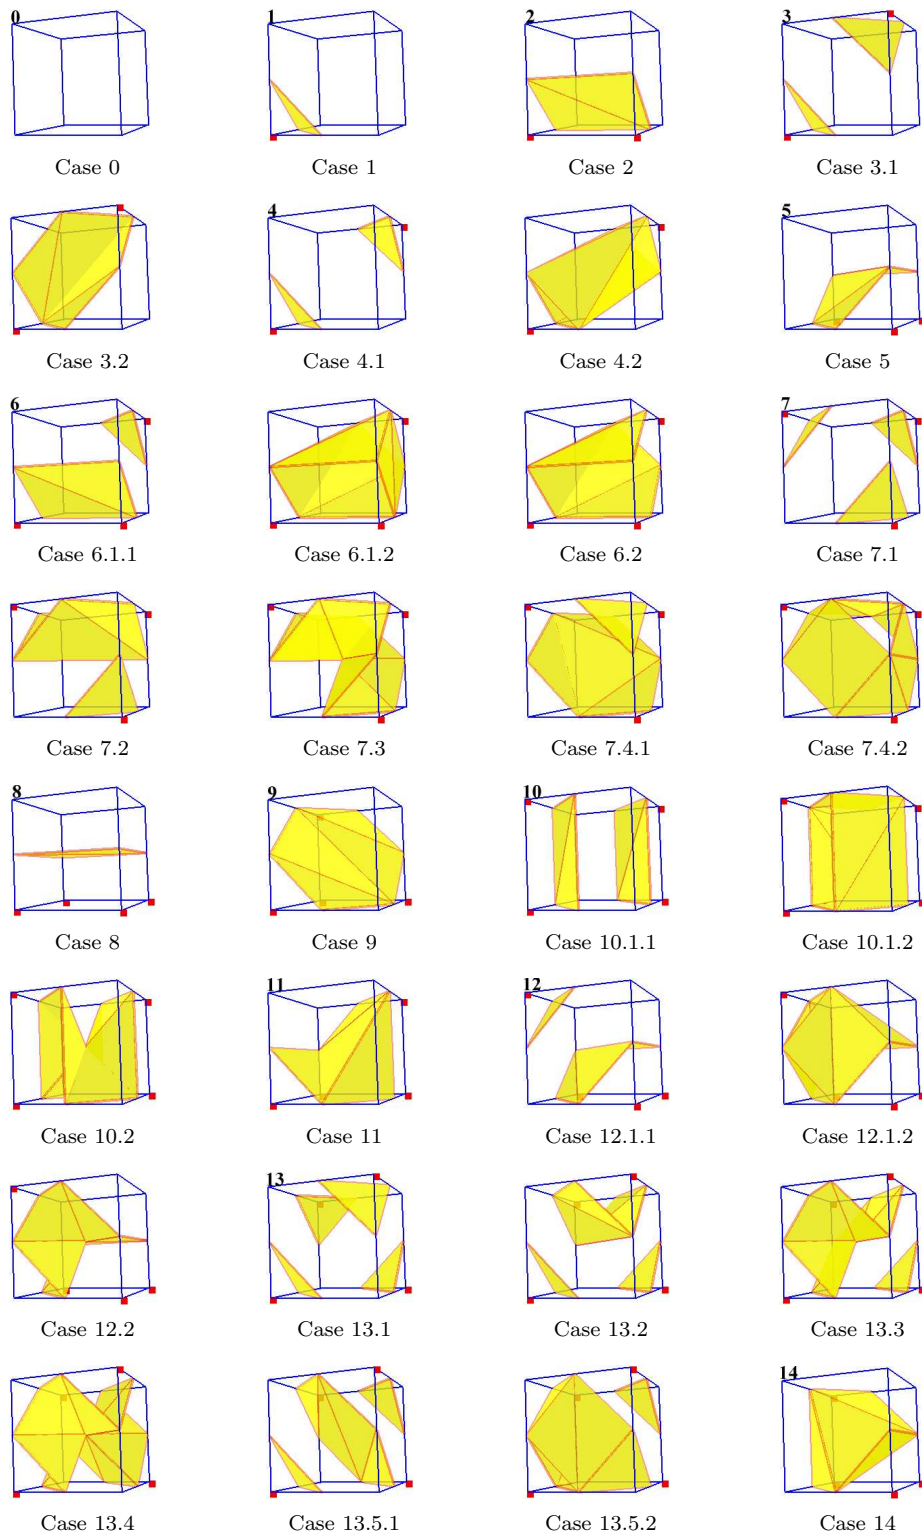 0 1 2 3
Case 0 Case 1 Case 2 Case 3.1
4 5
Case 3.2 Case 4.1 Case 4.2 Case 5
6 7
Case 6.1.1 Case 6.1.2 Case 6.2 Case 7.1
Case 7.2 Case 7.3 Case 7.4.1 Case 7.4.2
8 9 10
Case 8 Case 9 Case 10.1.1 Case 10.1.2
11 12
Case 10.2 Case 11 Case 12.1.1 Case 12.1.2
13
Case 12.2 Case 13.1 Case 13.2 Case 13.3
14
Case 13.4 Case 13.5.1 Case 13.5.2 Case 14